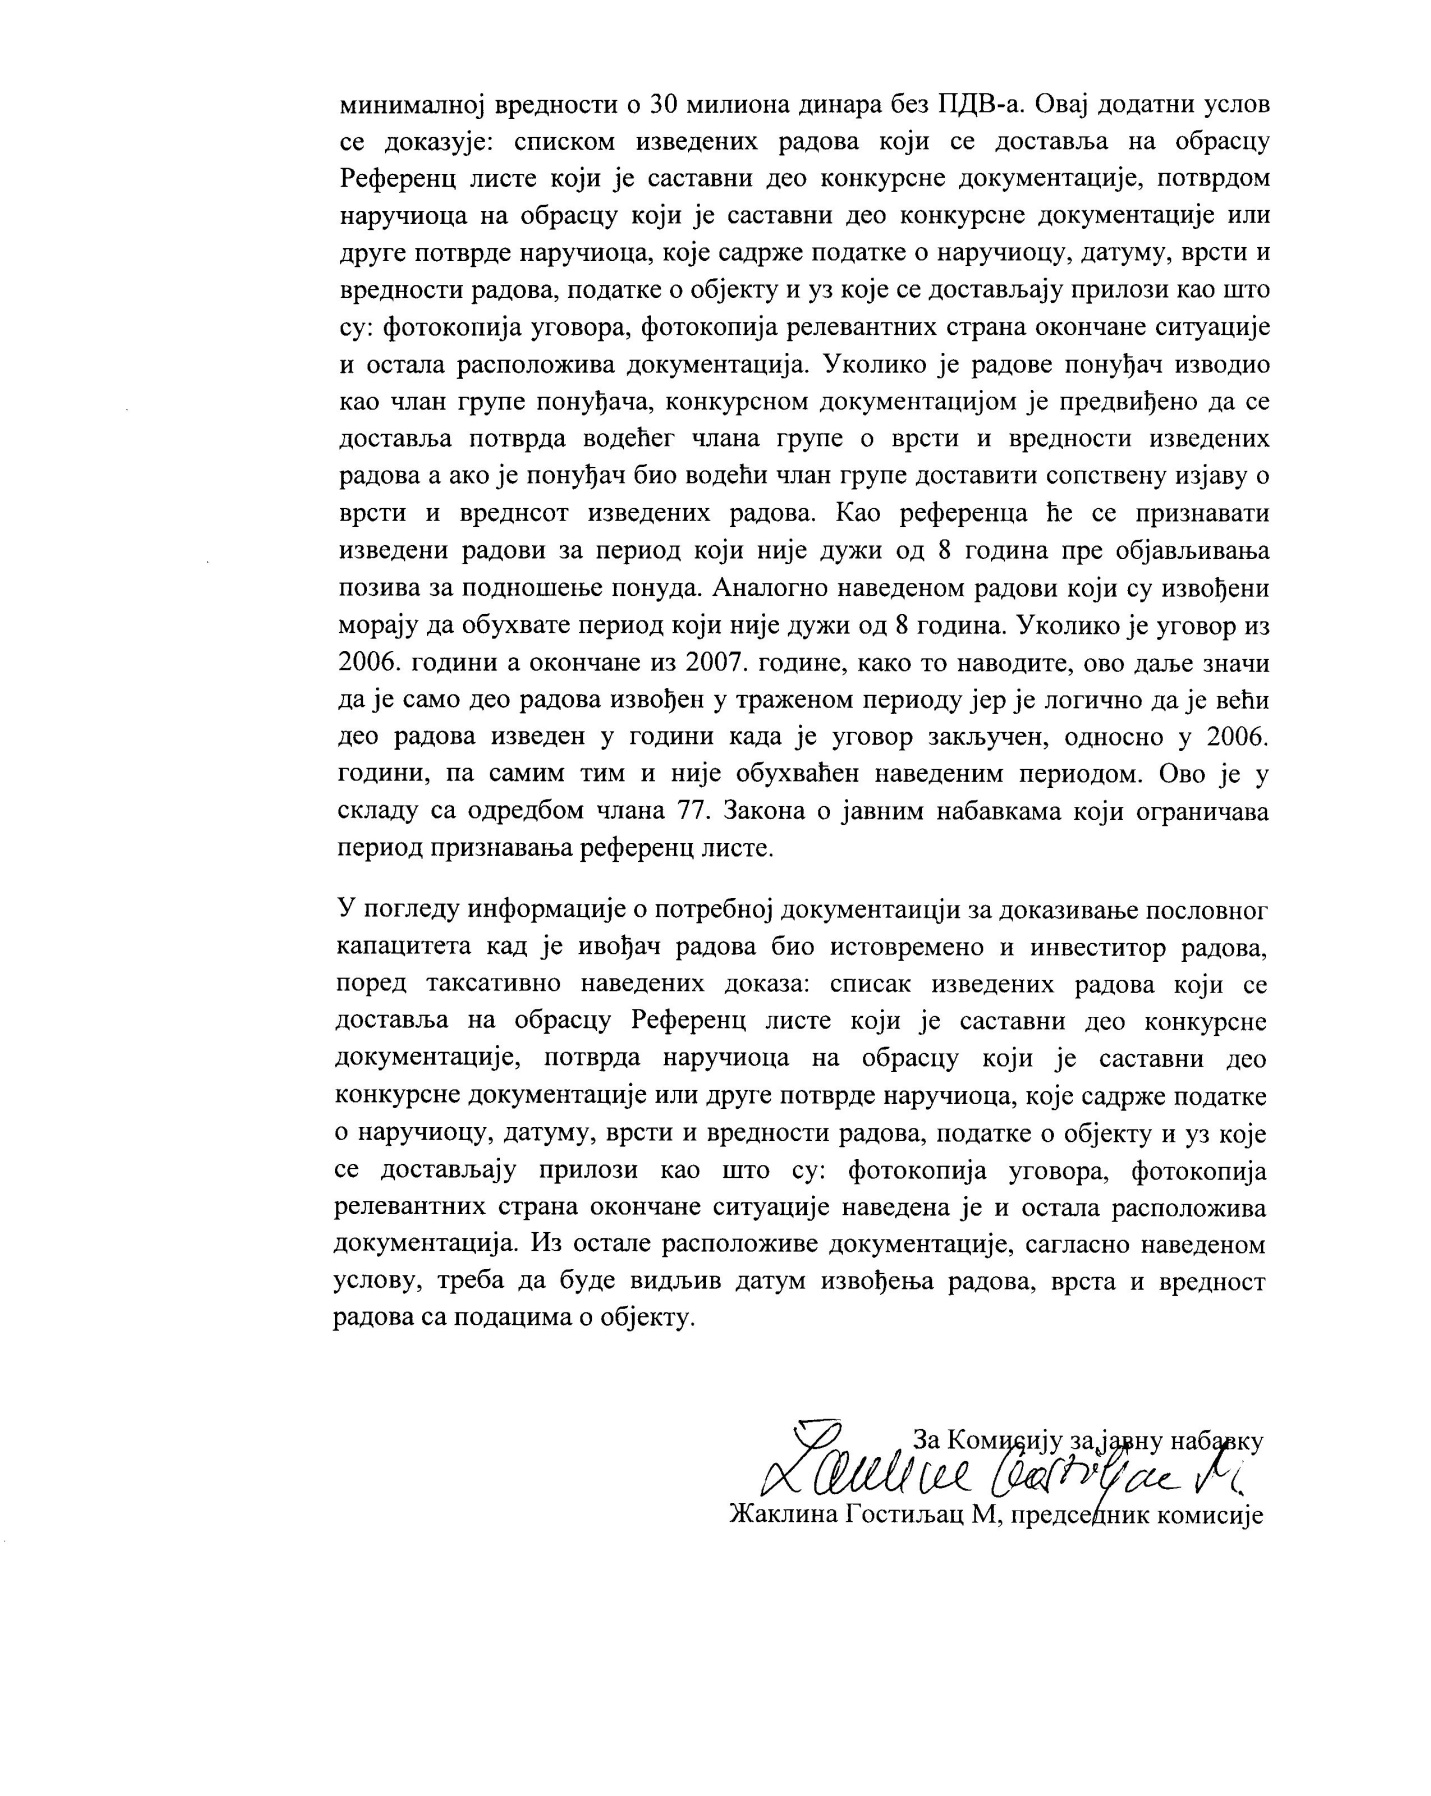 минималној вредности о 30 милиона динара без ПДВ-а. Овај додатни услов
се доказује: списком изведених радова који се доставља на обрасцу
Референц листе који је саставни део конкурсне документације, потврдом
наручиоца на обрасцу који је саставни део конкурсне документације или
друге потврде наручиоца, које садрже податке о наручиоцу, датуму, врсти и
вредности радова, податке о објекту и уз које се достављају прилози као што
су: фотокопија уговора, фотокопија релевантних страна окончане ситуације
и остала расположива документација. Уколико је радове понуђач изводио
као члан групе понуђача, конкурсном документацијом је предвиђено да се
доставља потврда водећег члана групе о врсти и вредности изведених
радова а ако је понуђач био водећи члан групе доставити сопствену изјаву о
врсти и вреднсот изведених радова. Као референца ће се признавати
изведени радови за период који није дужи од 8 година пре објављивања
позива за подношење понуда. Аналогно наведеном радови који су извођени
морају да обухвате период који није дужи од 8 година. Уколико је уговор из
2006. години а окончане из 2007. године, како то наводите, ово даље значи
да је само део радова извођен у траженом периоду јер је логично да је већи
део радова изведен у години када је уговор закључен, односно у 2006.
години, па самим тим и није обухваћен наведеним периодом. Ово је у
складу са одредбом члана 77. Закона о јавним набавкама који ограничава
период признавања референц листе.
У погледу информације о потребној документаицји за доказивање пословног
капацитета кад је ивођач радова био истовремено и инвеститор радова,
поред таксативно наведених доказа: списак изведених радова који се
доставља на обрасцу Референц листе који је саставни део конкурсне
документације, потврда наручиоца на обрасцу који је саставни део
конкурсне документације или друге потврде наручиоца, које садрже податке
о наручиоцу, датуму, врсти и вредности радова, податке о објекту и уз које
се достављају прилози као што су: фотокопија уговора, фотокопија
релевантних страна окончане ситуације наведена је и остала расположива
документација. Из остале расположиве документације, сагласно наведеном
услову, треба да буде видљив датум извођења радова, врста и вредност
радова са подацима о објекту.
За Комисију за јавну набавку
Жаклина Гостиљац М, председник комисије